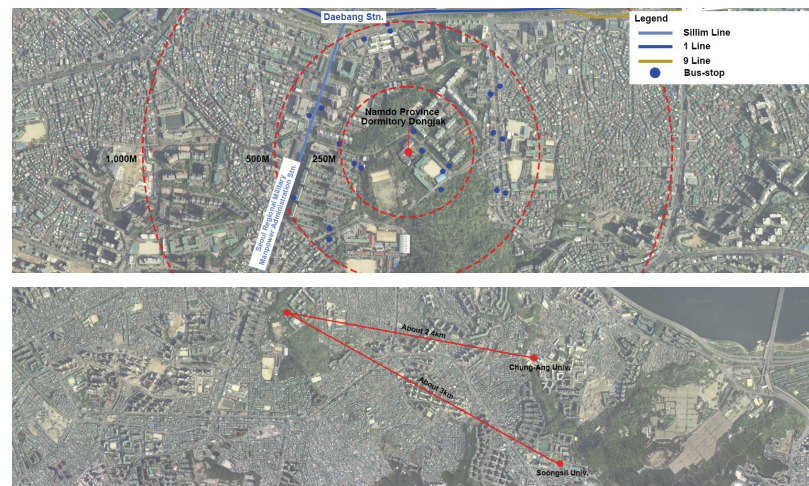 Daebang Stn.
Legend
Sillim Line
1 Line
9 Line
Bus-stop
Namdo Province
Dormitory Dongjak
1.000M
500M
250M
Seoul Regional Military
Manpower Administration Stn.
About 2.4km
Chung-Ang Univ.
About 3km
Soongsil Univ.